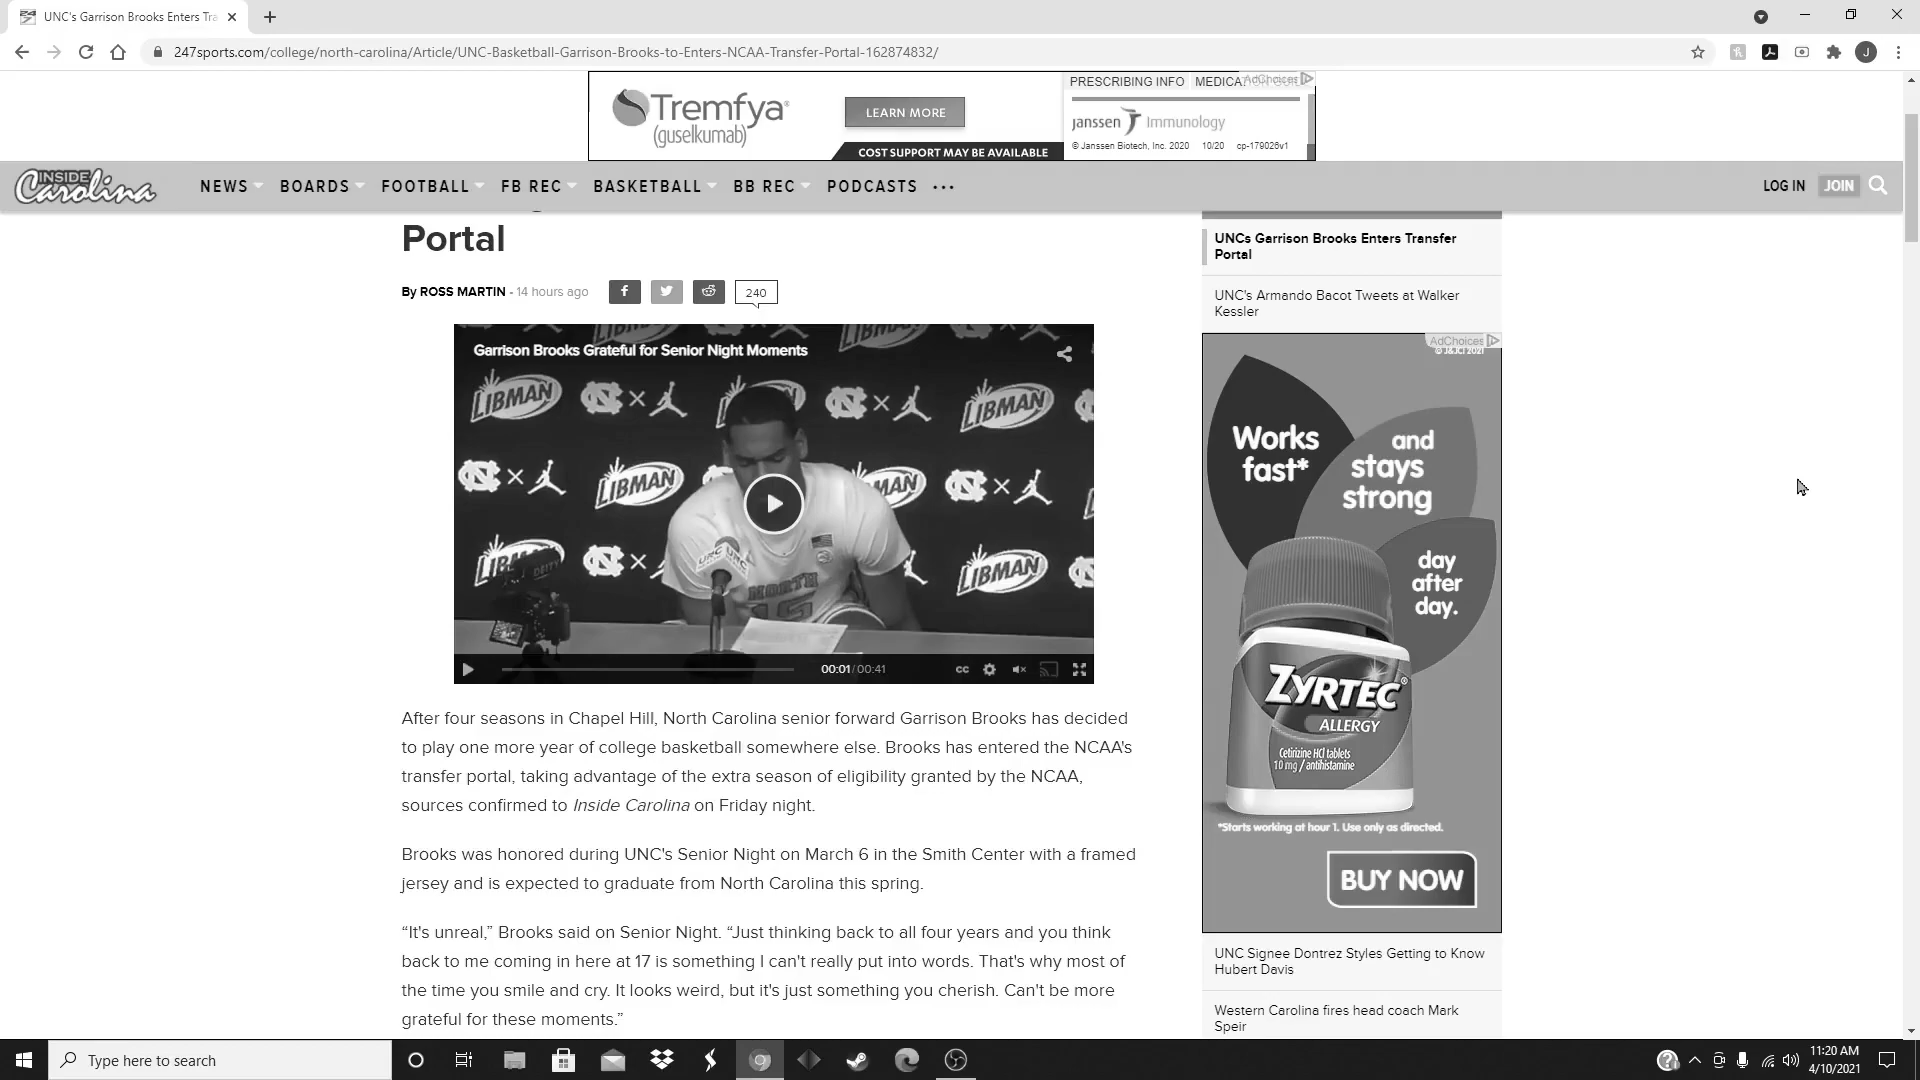 UNC's Garrison Brooks Enters Tra
247sports.com/college/north-carolina/Article/UNC-Basketball-Garrison-Brooks-to-Enters-NCAA-Transfer-Portal-162874832/
J
Tremfya®
(guselkumab)
LEARN MORE
COST SUPPORT MAY BE AVAILABLE
PRESCRIBING INFO
AdChoices
janssen Immunology
© Janssen Biotech, Inc. 2020 10/20 cp-179026v1
INSIDE
Carolina
NEWS BOARDS FOOTBALL FB REC BASKETBALL BB REC PODCASTS •••
LOG IN JOIN
Portal
By ROSS MARTIN - 14 hours ago
240
Garrison Brooks Grateful for Senior Night Moments
LIBMAN
LIBMAN
LIBMAN
LIBMAN
LIBMAN
UNC
NORTH
00:01/00:41
CC
After four seasons in Chapel Hill, North Carolina senior forward Garrison Brooks has decided
to play one more year of college basketball somewhere else. Brooks has entered the NCAA's
transfer portal, taking advantage of the extra season of eligibility granted by the NCAA,
sources confirmed to Inside Carolina on Friday night.
Brooks was honored during UNC's Senior Night on March 6 in the Smith Center with a framed
jersey and is expected to graduate from North Carolina this spring.
“It's unreal,” Brooks said on Senior Night. “Just thinking back to all four years and you think
back to me coming in here at 17 is something I can't really put into words. That's why most of
the time you smile and cry. It looks weird, but it's just something you cherish. Can't be more
grateful for these moments.”
UNCs Garrison Brooks Enters Transfer
Portal
UNC's Armando Bacot Tweets at Walker
Kessler
AdChoices
© J&JCI 2021
Works
fast*
and
stays
strong
day
after
day.
ZYRTEC®
ALLERGY
Cetirizine HCl tablets
10 mg / antihistamine
*Starts working at hour 1. Use only as directed.
BUY NOW
UNC Signee Dontrez Styles Getting to Know
Hubert Davis
Western Carolina fires head coach Mark
Speir
Type here to search
11:20 AM
4/10/2021